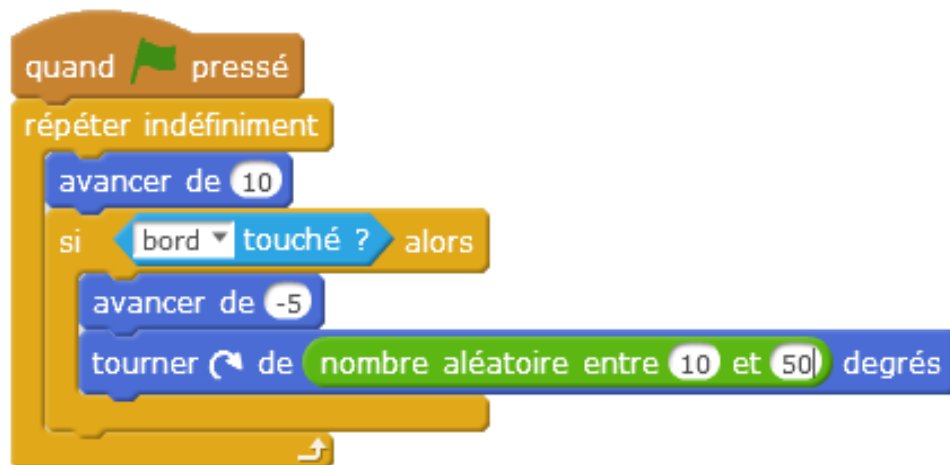 quand pressé
répéter indéfiniment
avancer de 10
si bord touché ? alors
avancer de -5
tourner de nombre aléatoire entre 10 et 50 degrés